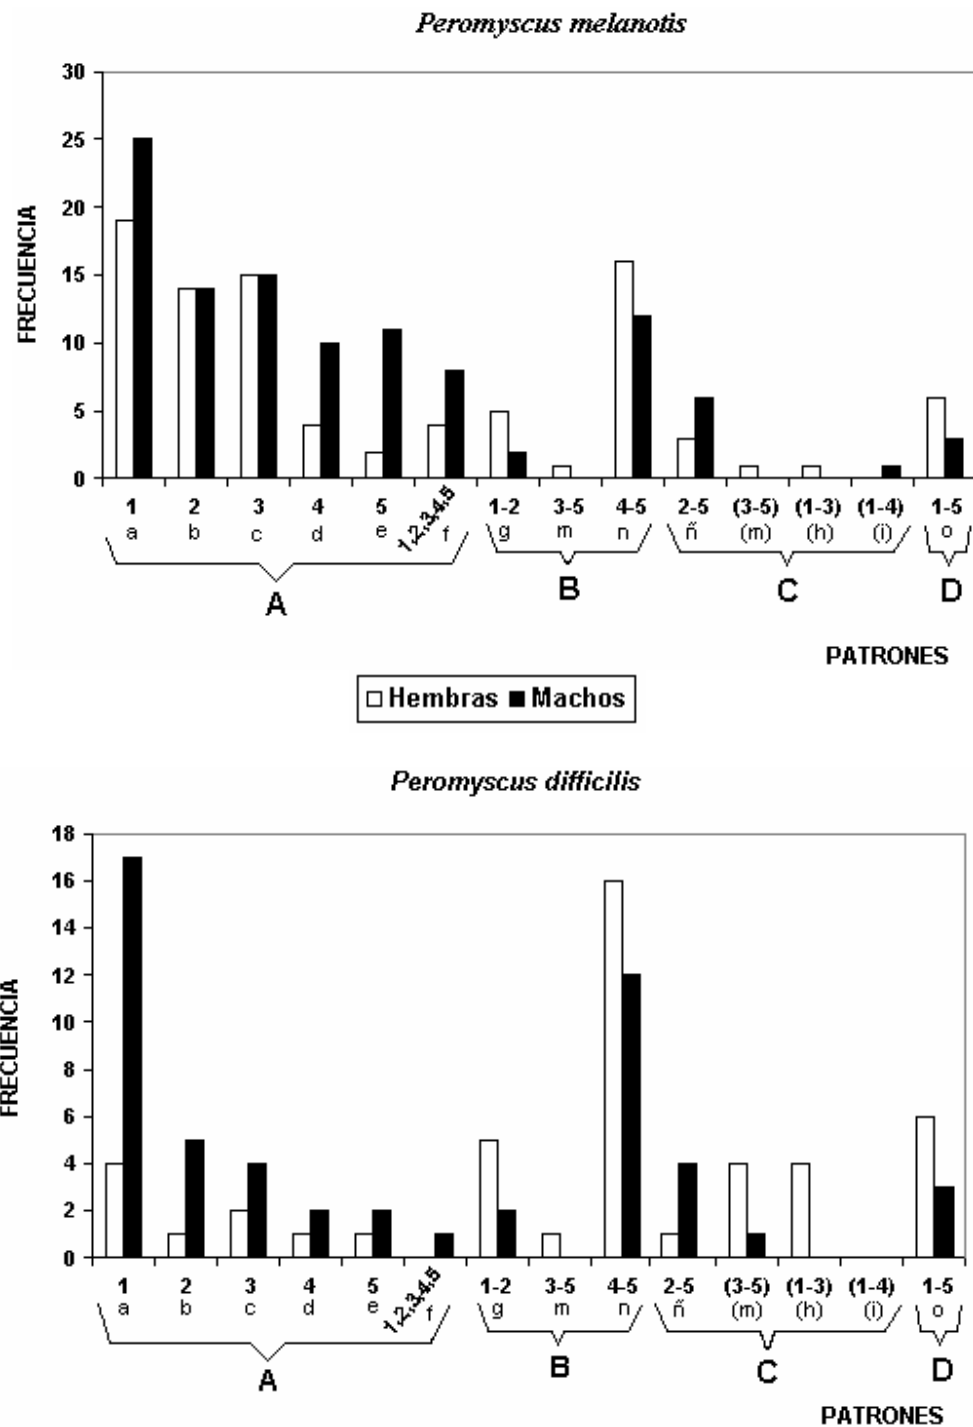 Peromyscus melanotis
30
25
20
15
10
5
0
FRECUENCIA
1 2 3 4 5 1,2,3,4,5 1-2 3-5 4-5 2-5 (3-5) (1-3) (1-4) 1-5
a b c d e f g m n ñ (m) (h) (i) o
A B C D
PATRONES
Hembras Machos
Peromyscus difficilis
18
16
14
12
10
8
6
4
2
0
FRECUENCIA
1 2 3 4 5 1,2,3,4,5 1-2 3-5 4-5 2-5 (3-5) (1-3) (1-4) 1-5
a b c d e f g m n ñ (m) (h) (i) o
A B C D
PATRONES